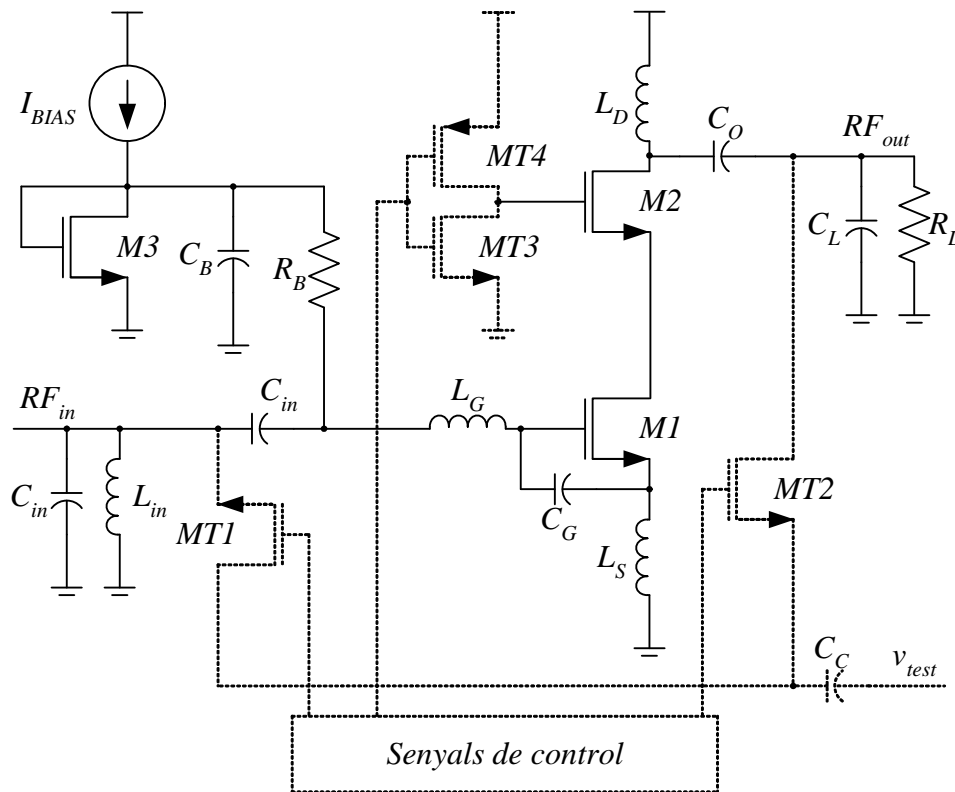 I_BIAS
L_D
C_O
RF_out
MT4
M2
MT3
M3
C_B
R_B
C_L
R_L
RF_in
C_in
L_G
M1
C_in
L_in
MT1
C_G
MT2
L_S
C_C
v_test
Senyals de control